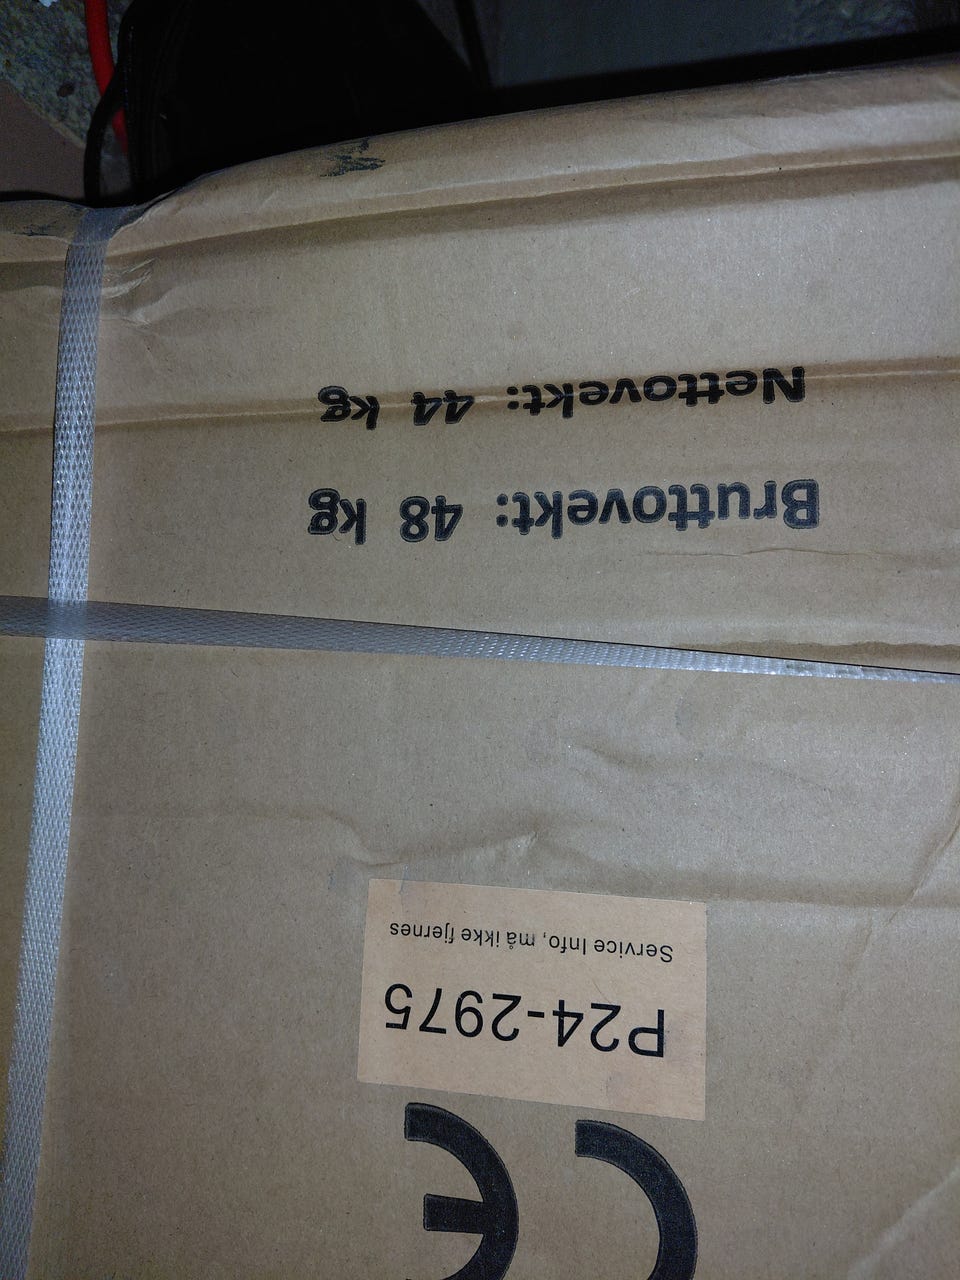 CE
P24-2975
Service Info, må ikke fjernes
Bruttovekt: 48 kg
Nettovekt: 44 kg